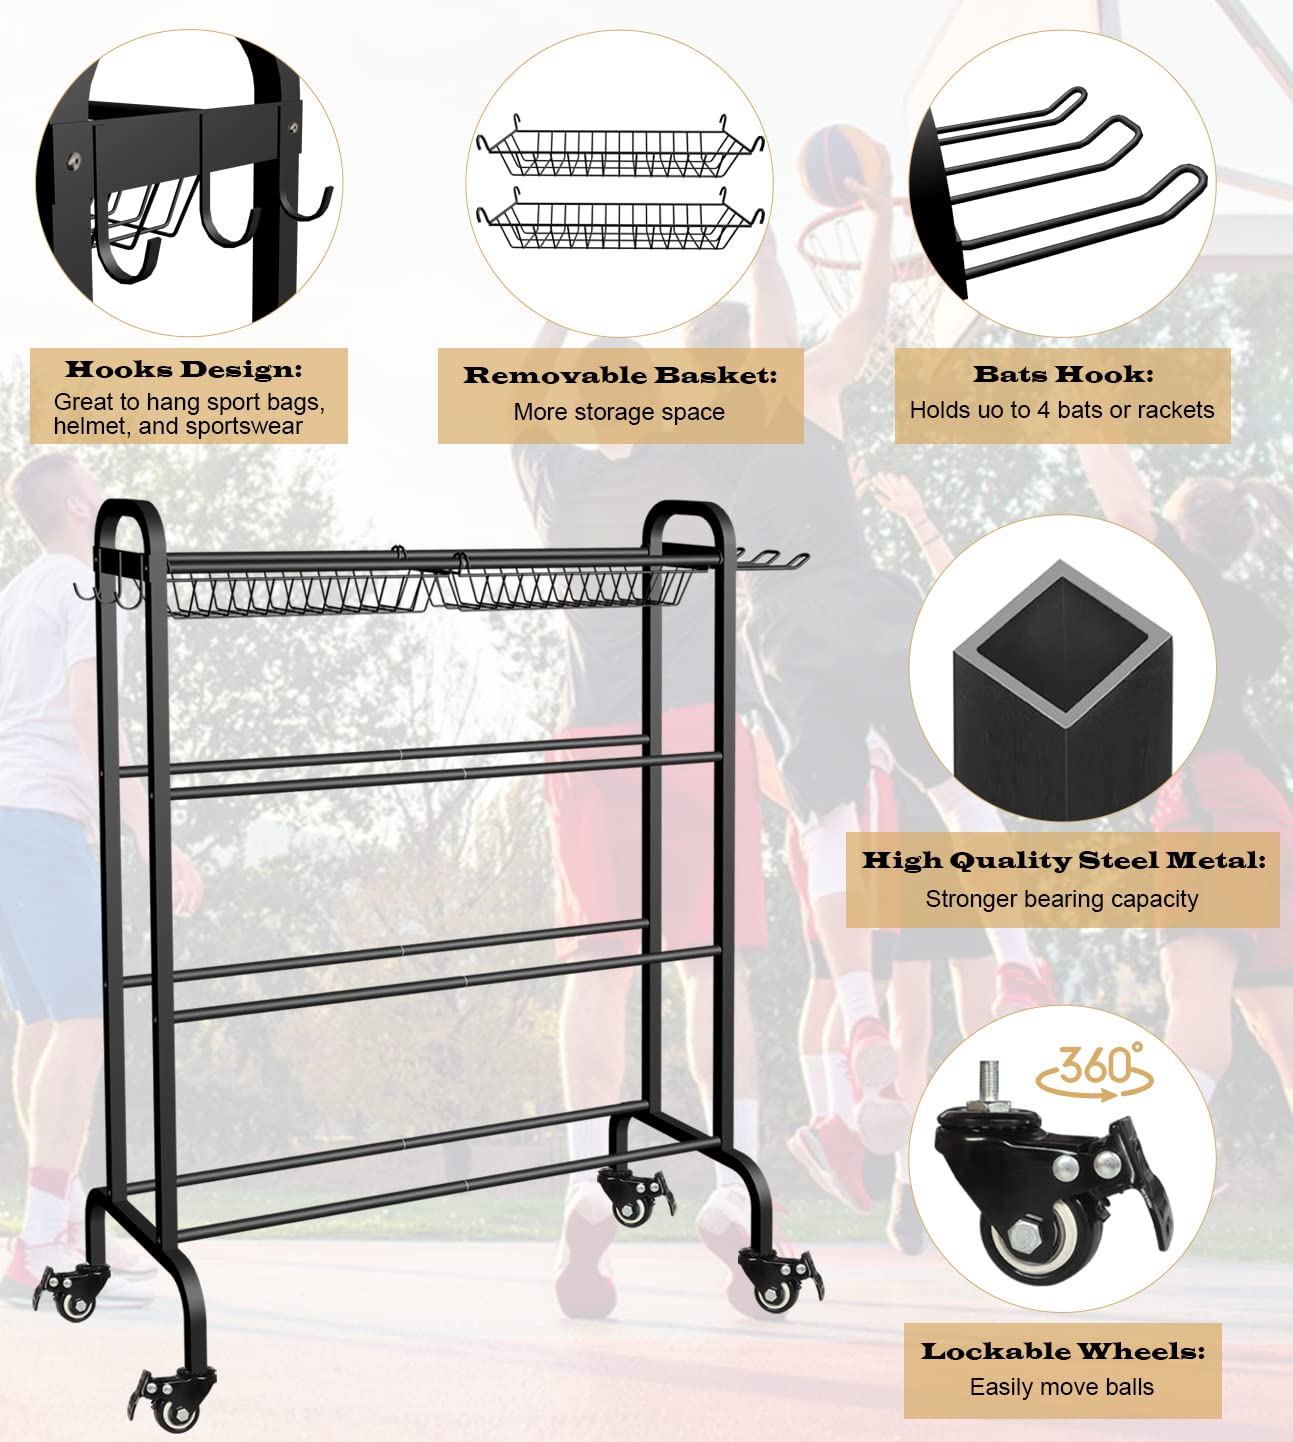 Hooks Design:
Great to hang sport bags,
helmet, and sportswear
Removable Basket:
More storage space
Bats Hook:
Holds uo to 4 bats or rackets
High Quality Steel Metal:
Stronger bearing capacity
360°
Lockable Wheels:
Easily move balls